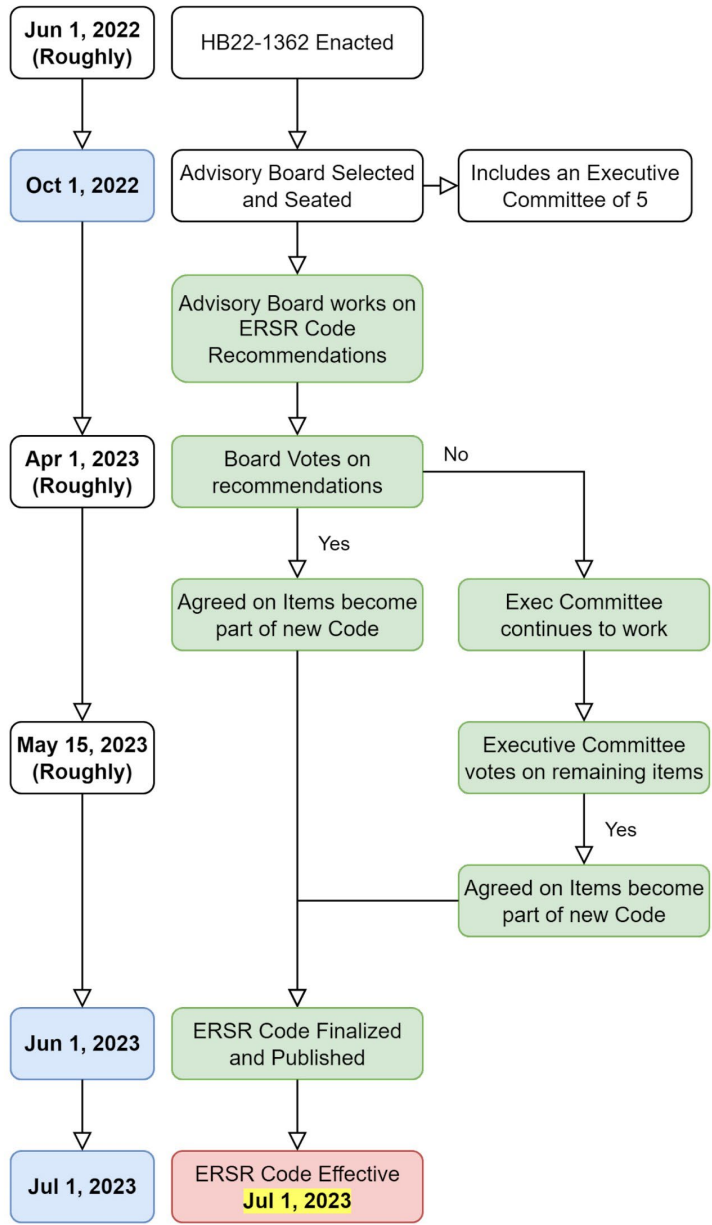 Jun 1, 2022
(Roughly)
HB22-1362 Enacted
Oct 1, 2022
Advisory Board Selected
and Seated
Includes an Executive
Committee of 5
Advisory Board works on
ERSR Code
Recommendations
Apr 1, 2023
(Roughly)
Board Votes on
recommendations
No
Yes
Agreed on Items become
part of new Code
Exec Committee
continues to work
May 15, 2023
(Roughly)
Executive Committee
votes on remaining items
Yes
Agreed on Items become
part of new Code
Jun 1, 2023
ERSR Code Finalized
and Published
Jul 1, 2023
ERSR Code Effective
Jul 1, 2023